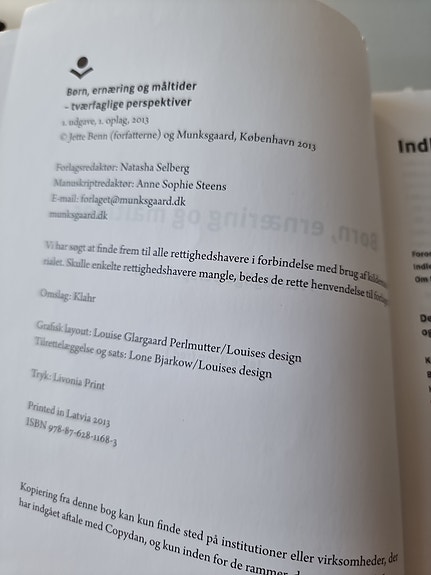 Børn, ernæring og måltider
- tværfaglige perspektiver
1. udgave, 1. oplag, 2013
© Jette Benn (forfatterne) og Munksgaard, København 2013
Forlagsredaktør: Natasha Selberg
Manuskriptredaktør: Anne Sophie Steens
E-mail: forlaget@munksgaard.dk
munksgaard.dk
Vi har søgt at finde frem til alle rettighedshavere i forbindelse med brug af
rialet. Skulle enkelte rettighedshavere mangle, bedes de rette henvendelse til
Omslag: Klahr
Grafisk layout: Louise Glargaard Perlmutter/Louises design
Tilrettelæggelse og sats: Lone Bjarkow/Louises design
Tryk: Livonia Print
Printed in Latvia 2013
ISBN 978-87-628-1168-3
Kopiering fra denne bog kan kun finde sted på institutioner eller virksomheder, der
har indgået aftale med Copydan, og kun inden for de rammer,
Indl